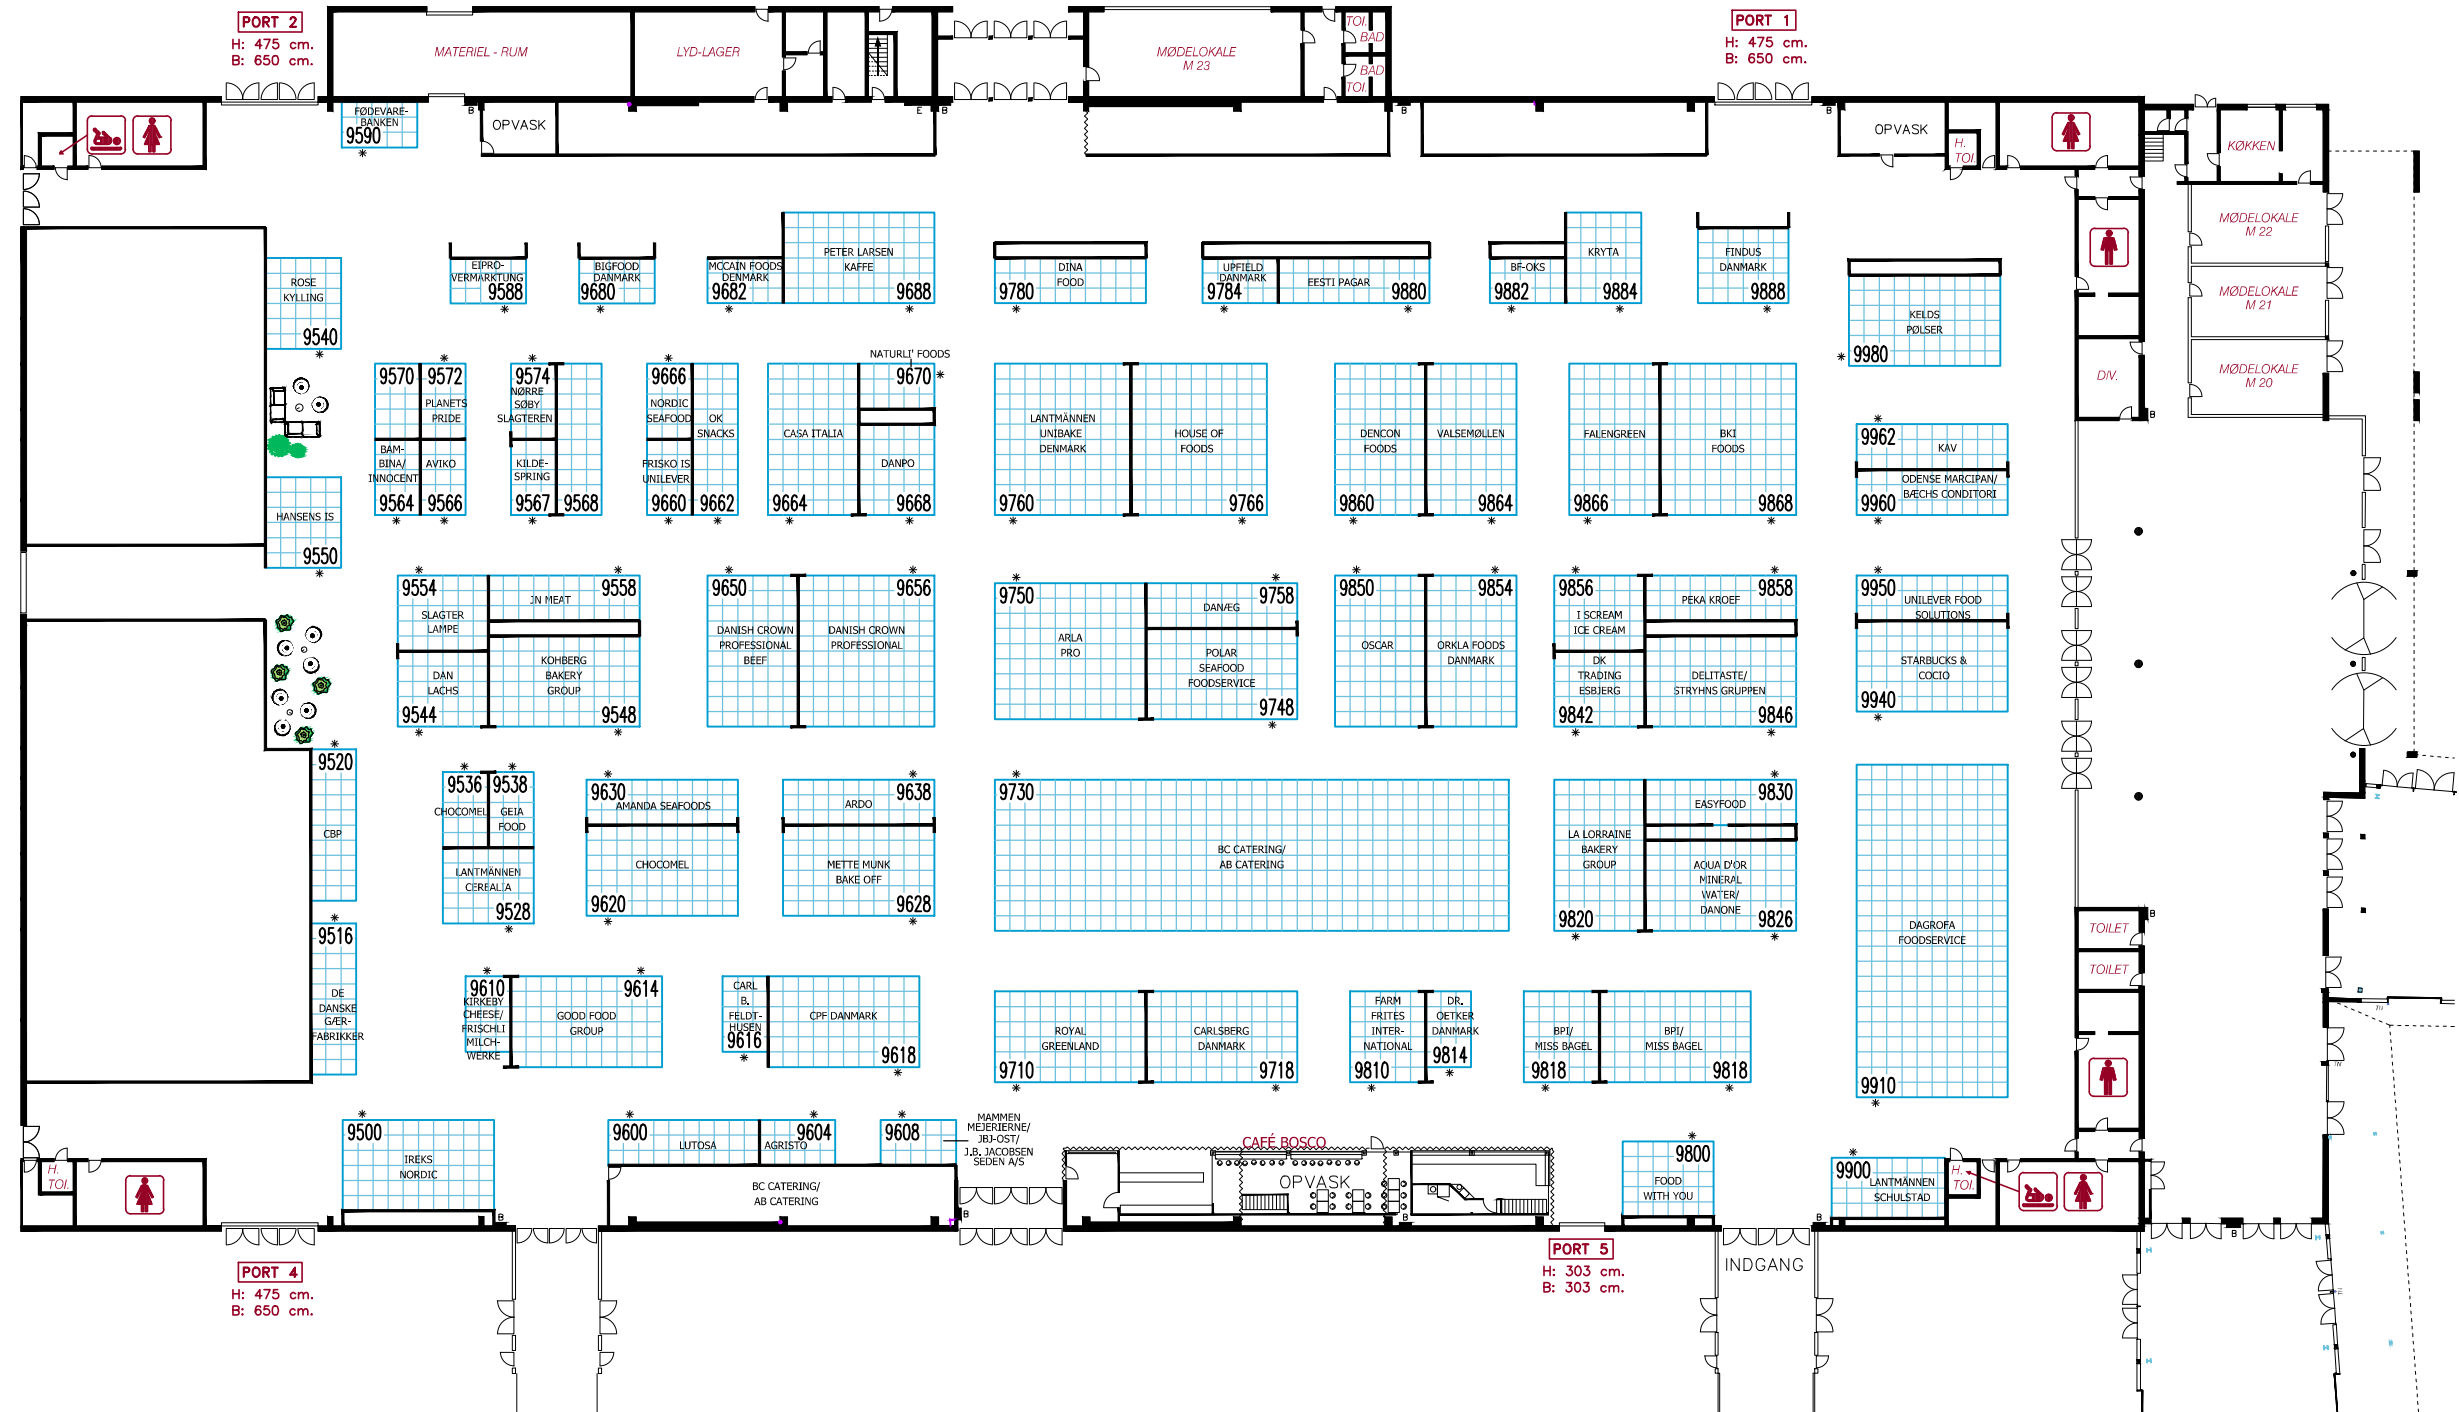 PORT 2
H: 475 cm.
B: 650 cm.
MATERIEL - RUM
LYD-LAGER
MØDELOKALE
M 23
TOI.
BAD
BAD
TOI.
PORT 1
H: 475 cm.
B: 650 cm.
FØDEVARE-
BANKEN
9590
B
OPVASK
E
B
B
B
OPVASK
H.
TOI.
KØKKEN
MØDELOKALE
M 22
MØDELOKALE
M 21
MØDELOKALE
M 20
DIV.
B
ROSE
KYLLING
9540
EIPRO-
VERMARKTUNG
9588
BIGFOOD
DANMARK
9680
MCCAIN FOODS
DENMARK
9682
PETER LARSEN
KAFFE
9688
DINA
FOOD
9780
UPFIELD
DANMARK
9784
EESTI PAGAR
9880
BF-OKS
9882
KRYTA
9884
FINDUS
DANMARK
9888
KELDS
PØLSER
9980
9570
BAM-
BINA/
INNOCENT
9564
9572
PLANETS
PRIDE
AVIKO
9566
9574
NØRRE
SØBY
SLAGTEREN
KILDE-
SPRING
9567
9568
9666
NORDIC
SEAFOOD
FRISKO IS
UNILEVER
9660
OK
SNACKS
9662
CASA ITALIA
9664
NATURLI' FOODS
9670
DANPO
9668
LANTMÄNNEN
UNIBAKE
DENMARK
9760
HOUSE OF
FOODS
9766
DENCON
FOODS
9860
VALSEMØLLEN
9864
FALENGREEN
9866
BKI
FOODS
9868
9962
KAV
ODENSE MARCIPAN/
BÆCHS CONDITORI
9960
HANSENS IS
9550
9554
SLAGTER
LAMPE
DAN
LACHS
9544
9558
JN MEAT
KOHBERG
BAKERY
GROUP
9548
9650
DANISH CROWN
PROFESSIONAL
BEEF
9656
DANISH CROWN
PROFESSIONAL
9750
ARLA
PRO
9758
DANÆG
POLAR
SEAFOOD
FOODSERVICE
9748
9850
OSCAR
9854
ORKLA FOODS
DANMARK
9856
I SCREAM
ICE CREAM
DK
TRADING
ESBJERG
9842
9858
PEKA KROEF
DELITASTE/
STRYHNS GRUPPEN
9846
9950
UNILEVER FOOD
SOLUTIONS
STARBUCKS &
COCIO
9940
9520
CBP
9536
CHOCOMEL
9538
GEIA
FOOD
LANTMÄNNEN
CEREALIA
9528
9630
AMANDA SEAFOODS
CHOCOMEL
9620
9638
ARDO
METTE MUNK
BAKE OFF
9628
9730
BC CATERING/
AB CATERING
LA LORRAINE
BAKERY
GROUP
9820
9830
EASYFOOD
AQUA D'OR
MINERAL
WATER/
DANONE
9826
DAGROFA
FOODSERVICE
9910
B
TOILET
TOILET
9516
DE
DANSKE
GÆR-
FABRIKKER
9610
KIRKEBY
CHEESE/
FRISCHLI
MILCH-
WERKE
9614
GOOD FOOD
GROUP
CARL
B.
FELDT-
HUSEN
9616
CPF DANMARK
9618
ROYAL
GREENLAND
9710
CARLSBERG
DANMARK
9718
FARM
FRITES
INTER-
NATIONAL
9810
DR.
OETKER
DANMARK
9814
BPI/
MISS BAGEL
9818
BPI/
MISS BAGEL
9818
9500
IREKS
NORDIC
9600
LUTOSA
9604
AGRISTO
9608
MAMMEN
MEJERIERNE/
JBJ-OST/
J.B. JACOBSEN
SEDEN A/S
BC CATERING/
AB CATERING
CAFÉ BOSCO
OPVASK
9800
FOOD
WITH YOU
9900
LANTMÄNNEN
SCHULSTAD
H.
TOI.
H.
TOI.
B
B
B
B
B
PORT 4
H: 475 cm.
B: 650 cm.
PORT 5
H: 303 cm.
B: 303 cm.
INDGANG